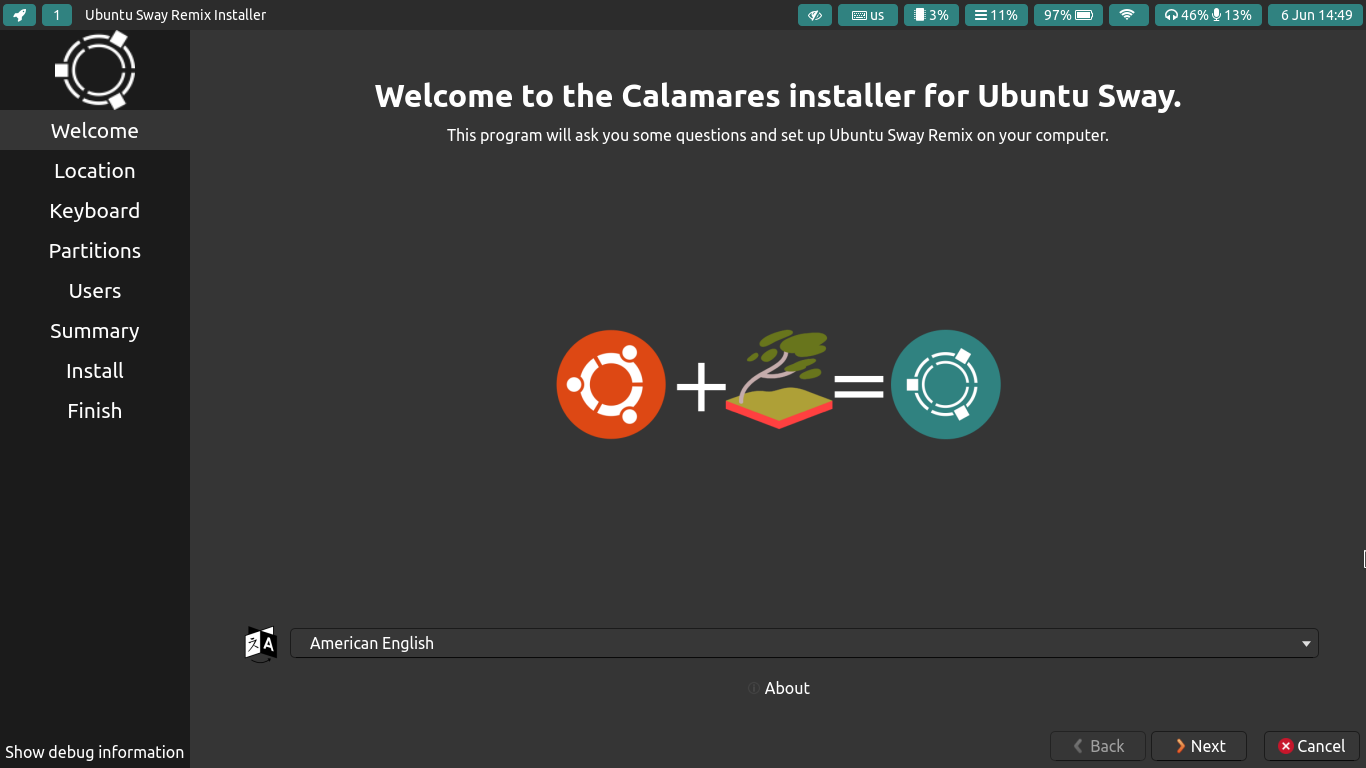 1 Ubuntu Sway Remix Installer us 3% 11% 97% 46% 13% 6 Jun 14:49
Welcome
Location
Keyboard
Partitions
Users
Summary
Install
Finish
Show debug information
Welcome to the Calamares installer for Ubuntu Sway.
This program will ask you some questions and set up Ubuntu Sway Remix on your computer.
American English
About
Back Next Cancel